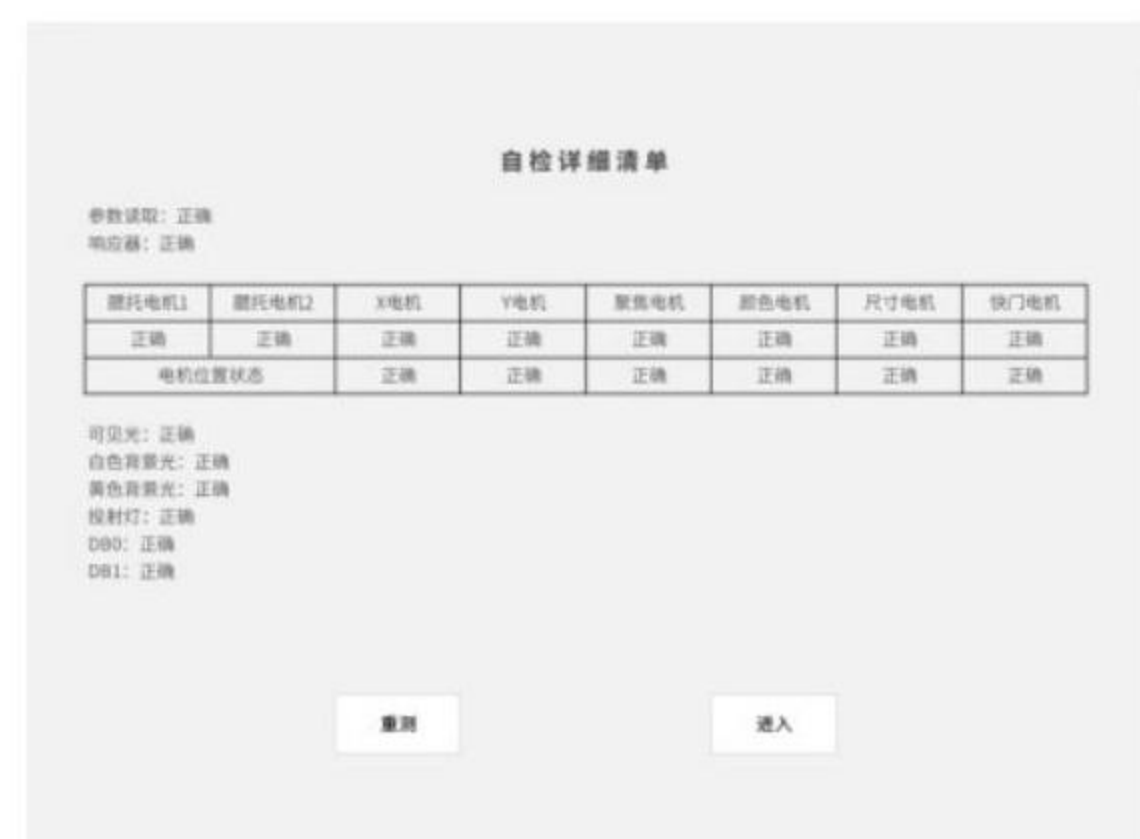 自检详细清单
参数读取：正确
响应器：正确
腮托电机1 腮托电机2 X电机 Y电机 聚焦电机 颜色电机 尺寸电机 快门电机
正确 正确 正确 正确 正确 正确 正确 正确
电机位置状态 正确 正确 正确 正确 正确 正确
可见光：正确
白色背景光：正确
黄色背景光：正确
投射灯：正确
DB0：正确
DB1：正确
重测 进入